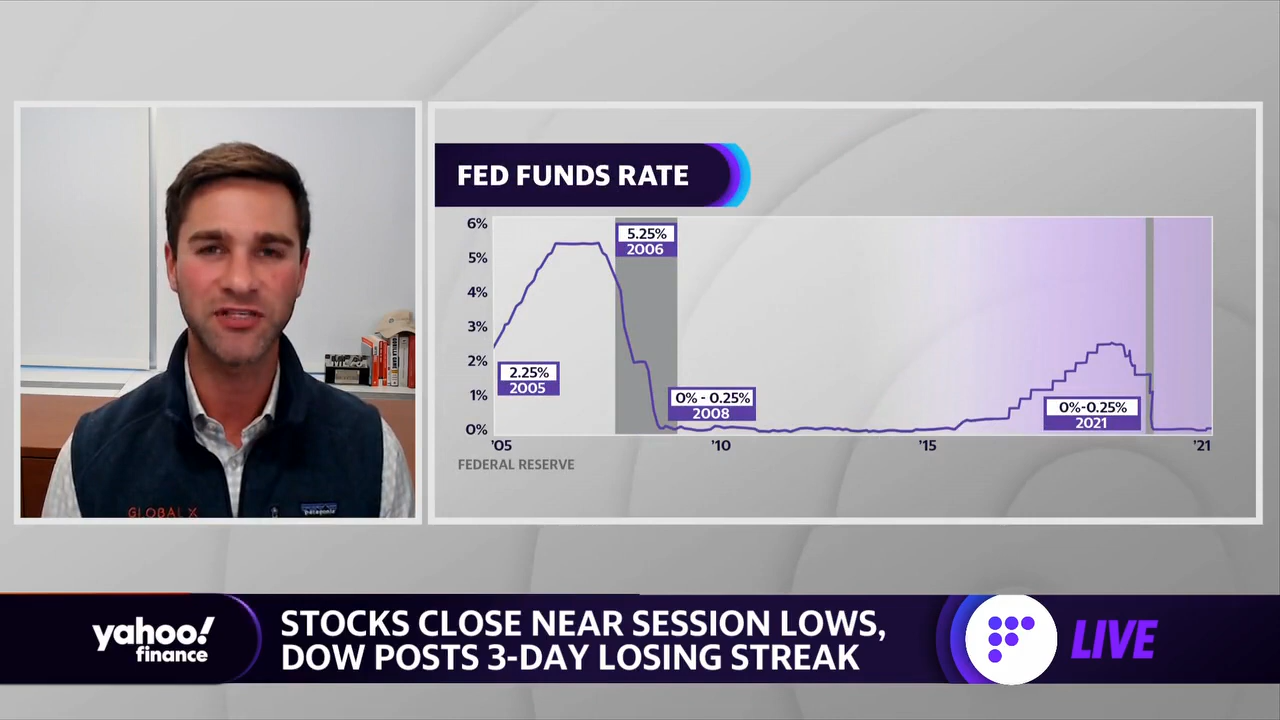 GLOBAL X
patagonia
FED FUNDS RATE
6%
5%
4%
3%
2%
1%
0%
5.25%
2006
2.25%
2005
0% - 0.25%
2008
0%-0.25%
2021
'05
'10
'15
'21
FEDERAL RESERVE
yahoo!
finance
STOCKS CLOSE NEAR SESSION LOWS,
DOW POSTS 3-DAY LOSING STREAK
LIVE